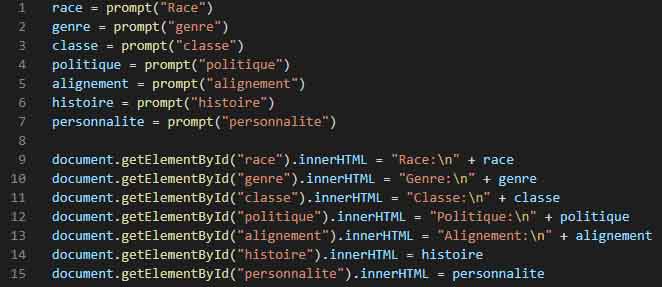 1 race = prompt("Race")
2 genre = prompt("genre")
3 classe = prompt("classe")
4 politique = prompt("politique")
5 alignement = prompt("alignement")
6 histoire = prompt("histoire")
7 personnalite = prompt("personnalite")
8
9 document.getElementById("race").innerHTML = "Race:\n" + race
10 document.getElementById("genre").innerHTML = "Genre:\n" + genre
11 document.getElementById("classe").innerHTML = "Classe:\n" + classe
12 document.getElementById("politique").innerHTML = "Politique:\n" + politique
13 document.getElementById("alignement").innerHTML = "Alignement:\n" + alignement
14 document.getElementById("histoire").innerHTML = histoire
15 document.getElementById("personnalite").innerHTML = personnalite